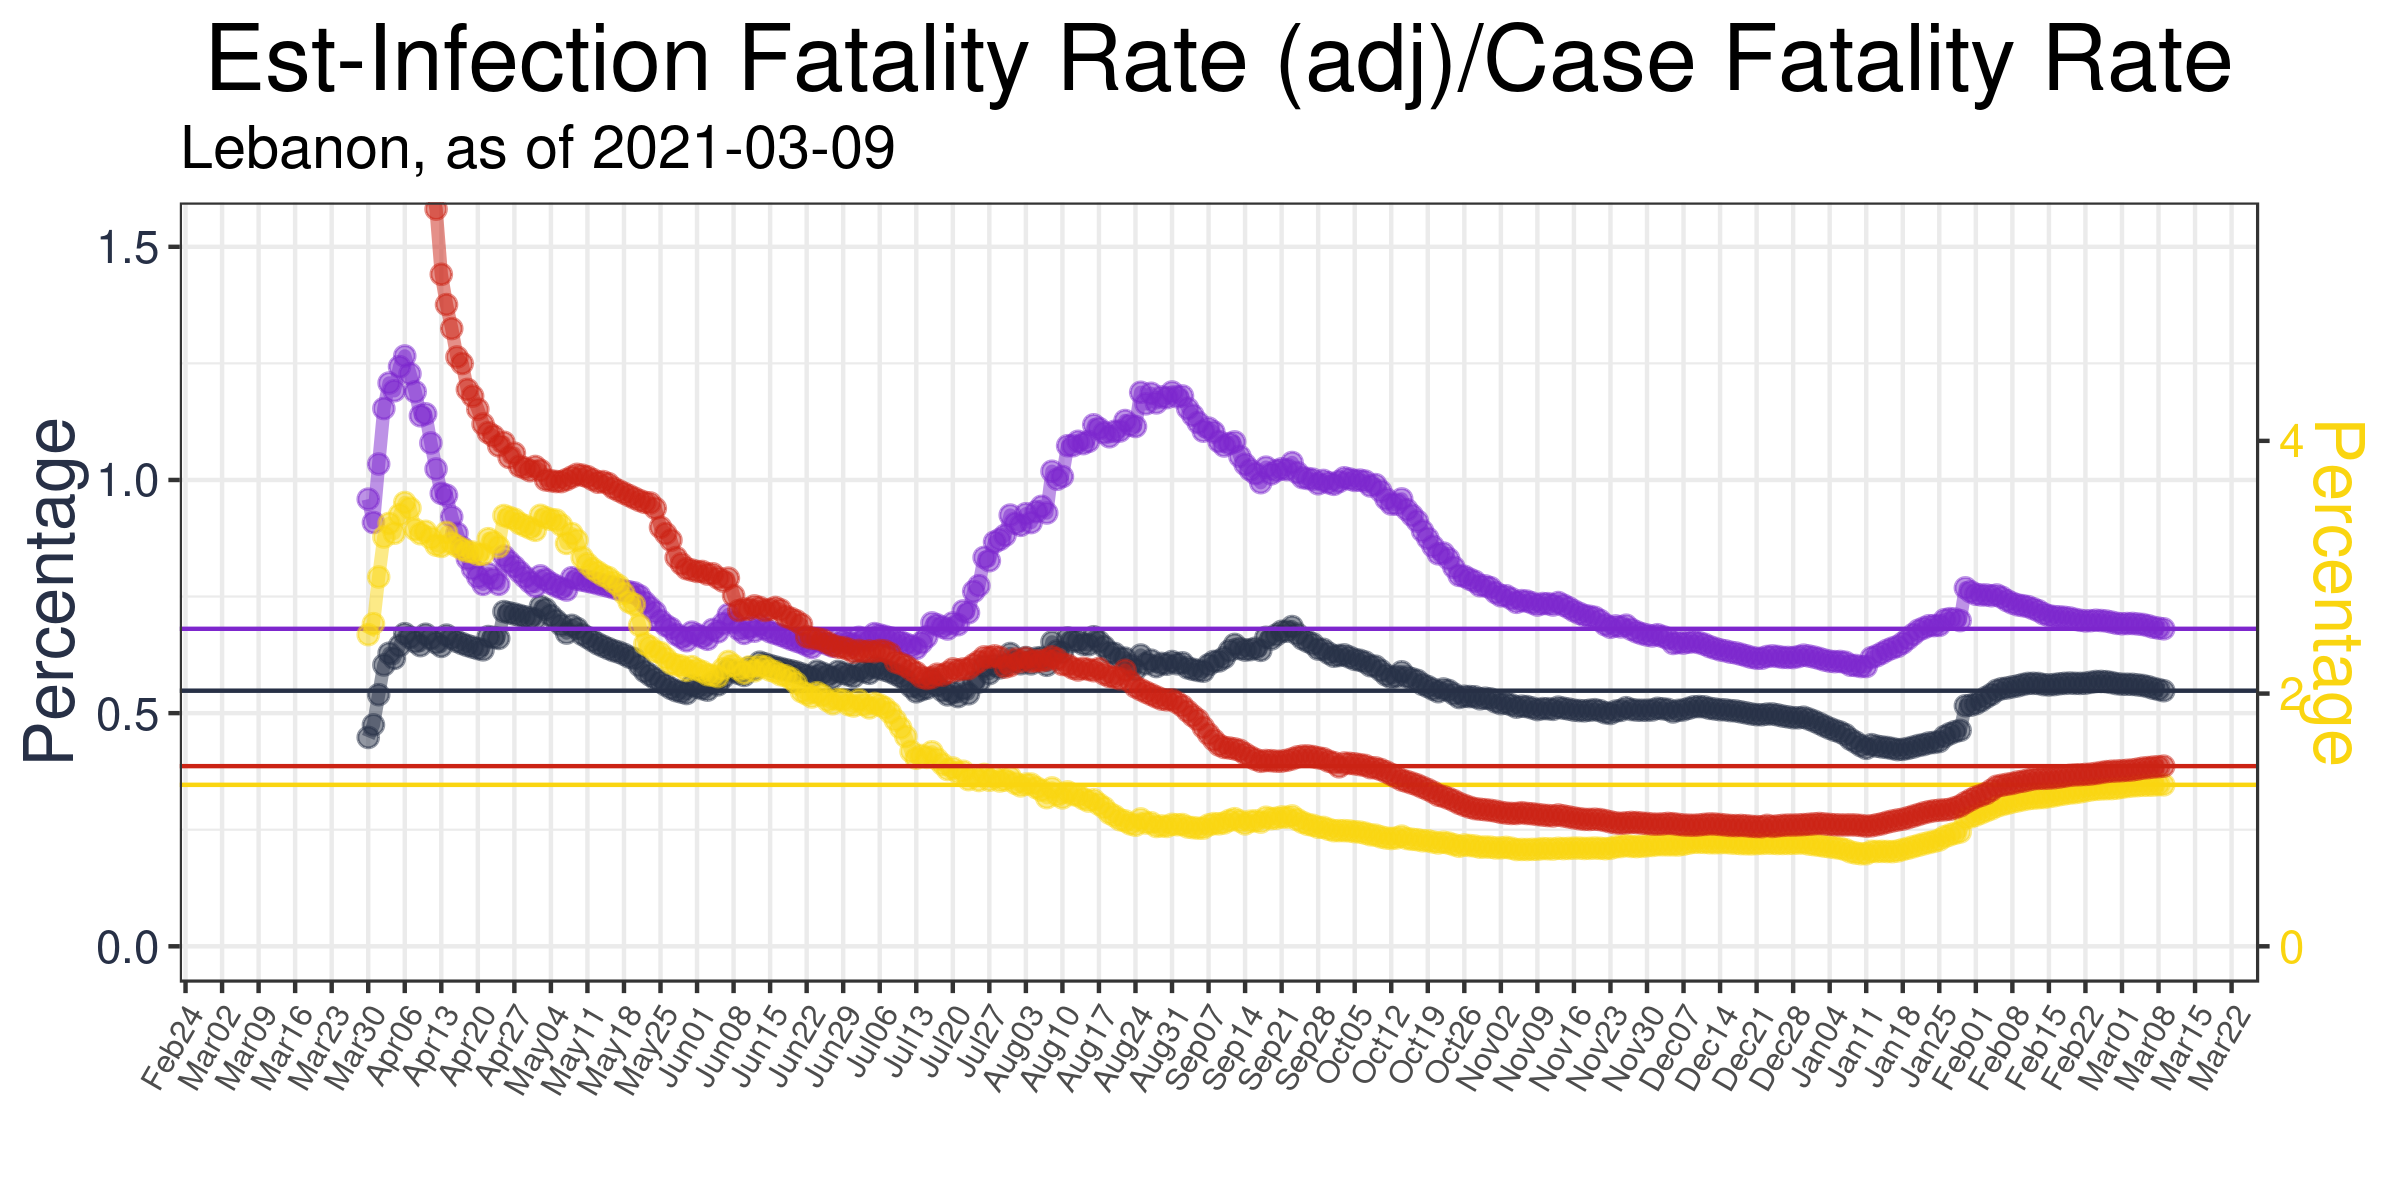 Est-Infection Fatality Rate (adj)/Case Fatality Rate
Lebanon, as of 2021-03-09
Percentage
1.5
1.0
0.5
0.0
4
2
0
Percentage
Feb24 Mar02 Mar09 Mar16 Mar23 Mar30 Apr06 Apr13 Apr20 Apr27 May04 May11 May18 May25 Jun01 Jun08 Jun15 Jun22 Jun29 Jul06 Jul13 Jul20 Jul27 Aug03 Aug10 Aug17 Aug24 Aug31 Sep07 Sep14 Sep21 Sep28 Oct05 Oct12 Oct19 Oct26 Nov02 Nov09 Nov16 Nov23 Nov30 Dec07 Dec14 Dec21 Dec28 Jan04 Jan11 Jan18 Jan25 Feb01 Feb08 Feb15 Feb22 Mar01 Mar08 Mar15 Mar22